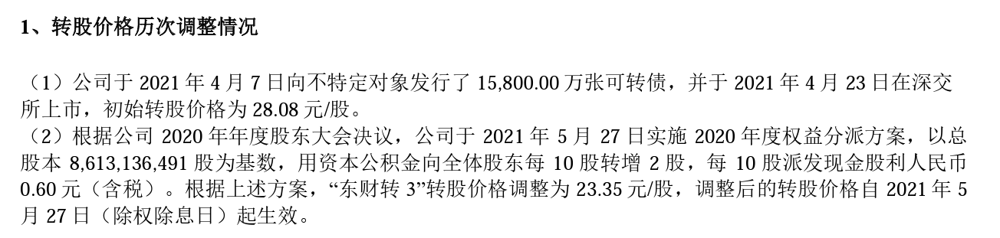 1、转股价格历次调整情况
（1）公司于 2021 年 4 月 7 日向不特定对象发行了 15,800.00 万张可转债，并于 2021 年 4 月 23 日在深交
所上市，初始转股价格为 28.08 元/股。
（2）根据公司 2020 年年度股东大会决议，公司于 2021 年 5 月 27 日实施 2020 年度权益分派方案，以总
股本 8,613,136,491 股为基数，用资本公积金向全体股东每 10 股转增 2 股，每 10 股派发现金股利人民币
0.60 元（含税）。根据上述方案，“东财转 3”转股价格调整为 23.35 元/股，调整后的转股价格自 2021 年 5
月 27 日（除权除息日）起生效。